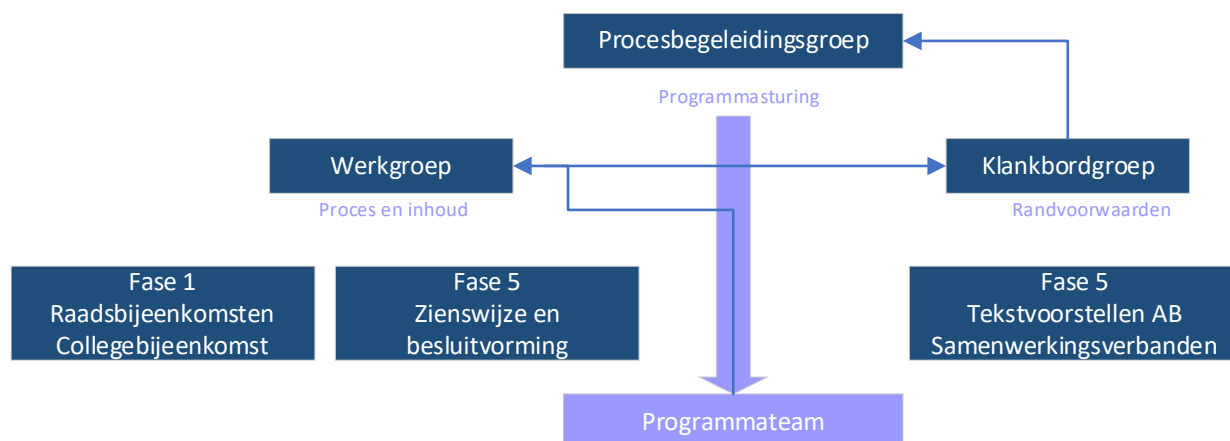 Procesbegeleidingsgroep
Programmasturing
Werkgroep
Klankbordgroep
Proces en inhoud
Randvoorwaarden
Fase 1
Raadsbijeenkomsten
Collegebijeenkomst
Fase 5
Zienswijze en
besluitvorming
Fase 5
Tekstvoorstellen AB
Samenwerkingsverbanden
Programmateam